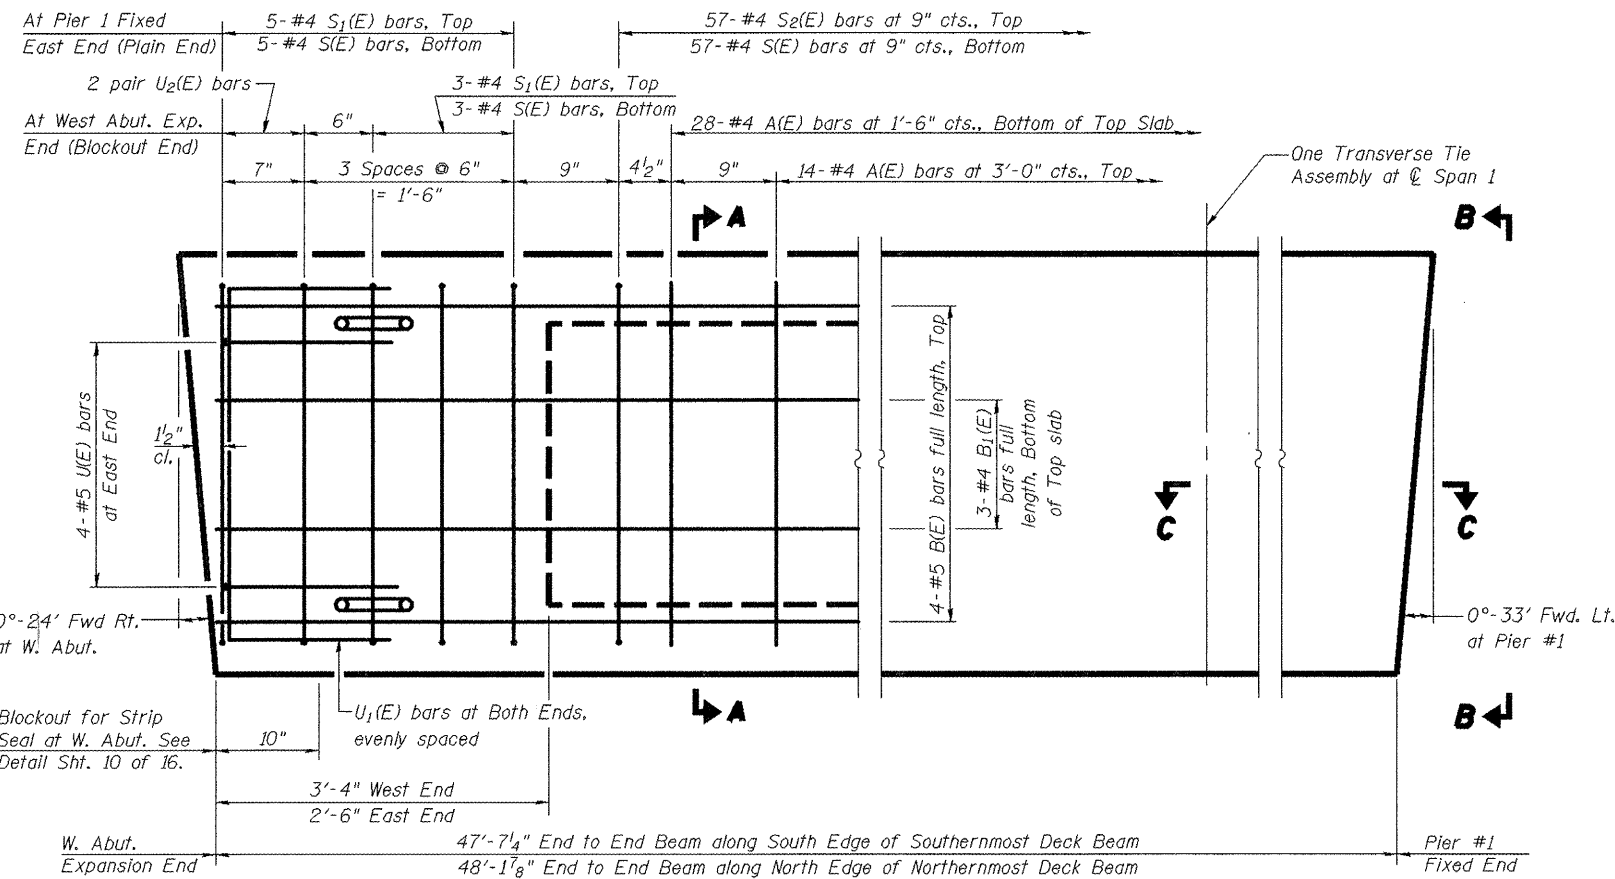 At Pier 1 Fixed
East End (Plain End)
5-#4 S1(E) bars, Top
5-#4 S(E) bars, Bottom
57-#4 S2(E) bars at 9" cts., Top
57-#4 S(E) bars at 9" cts., Bottom
2 pair U2(E) bars
3-#4 S1(E) bars, Top
3-#4 S(E) bars, Bottom
At West Abut. Exp.
End (Blockout End)
6"
28-#4 A(E) bars at 1'-6" cts., Bottom of Top Slab
7"
3 Spaces @ 6"
= 1'-6"
9"
4½"
9"
14-#4 A(E) bars at 3'-0" cts., Top
One Transverse Tie
Assembly at ℄ Span 1
A
B
4-#5 U(E) bars
at East End
1½"
cl.
4-#5 B(E) bars full length, Top
3-#4 B1(E)
bars full
length, Bottom
of Top slab
C
C
0°-24' Fwd Rt.
at W. Abut.
0°-33' Fwd. Lt.
at Pier #1
Blockout for Strip
Seal at W. Abut. See
Detail Sht. 10 of 16.
10"
U1(E) bars at Both Ends,
evenly spaced
A
B
3'-4" West End
2'-6" East End
W. Abut.
Expansion End
47'-7¼" End to End Beam along South Edge of Southernmost Deck Beam
48'-1⅞" End to End Beam along North Edge of Northernmost Deck Beam
Pier #1
Fixed End